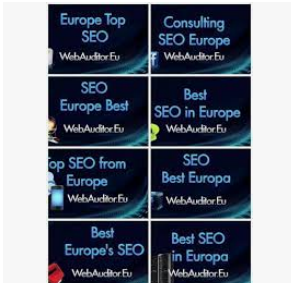 Europe Top
SEO
WebAuditor.Eu
Consulting
SEO Europe
WebAuditor.Eu
SEO
Europe Best
WebAuditor.Eu
Best
SEO in Europe
WebAuditor.Eu
Top SEO from
Europe
WebAuditor.Eu
SEO
Best Europa
WebAuditor.Eu
Best
Europe's SEO
WebAuditor.Eu
Best SEO
in Europa
WebAuditor.Eu